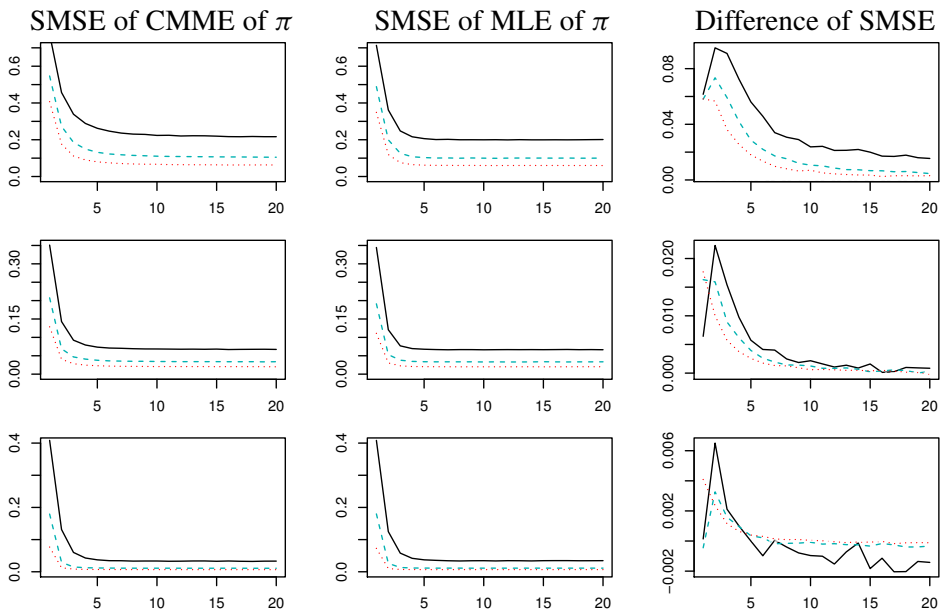 SMSE of CMME of π SMSE of MLE of π Difference of SMSE
0.0 0.2 0.4 0.6 0.0 0.2 0.4 0.6 0.00 0.04 0.08
5 10 15 20 5 10 15 20 5 10 15 20
0.00 0.15 0.30 0.00 0.15 0.30 0.000 0.010 0.020
5 10 15 20 5 10 15 20 5 10 15 20
0.0 0.2 0.4 0.0 0.2 0.4 −0.002 0.002 0.006
5 10 15 20 5 10 15 20 5 10 15 20